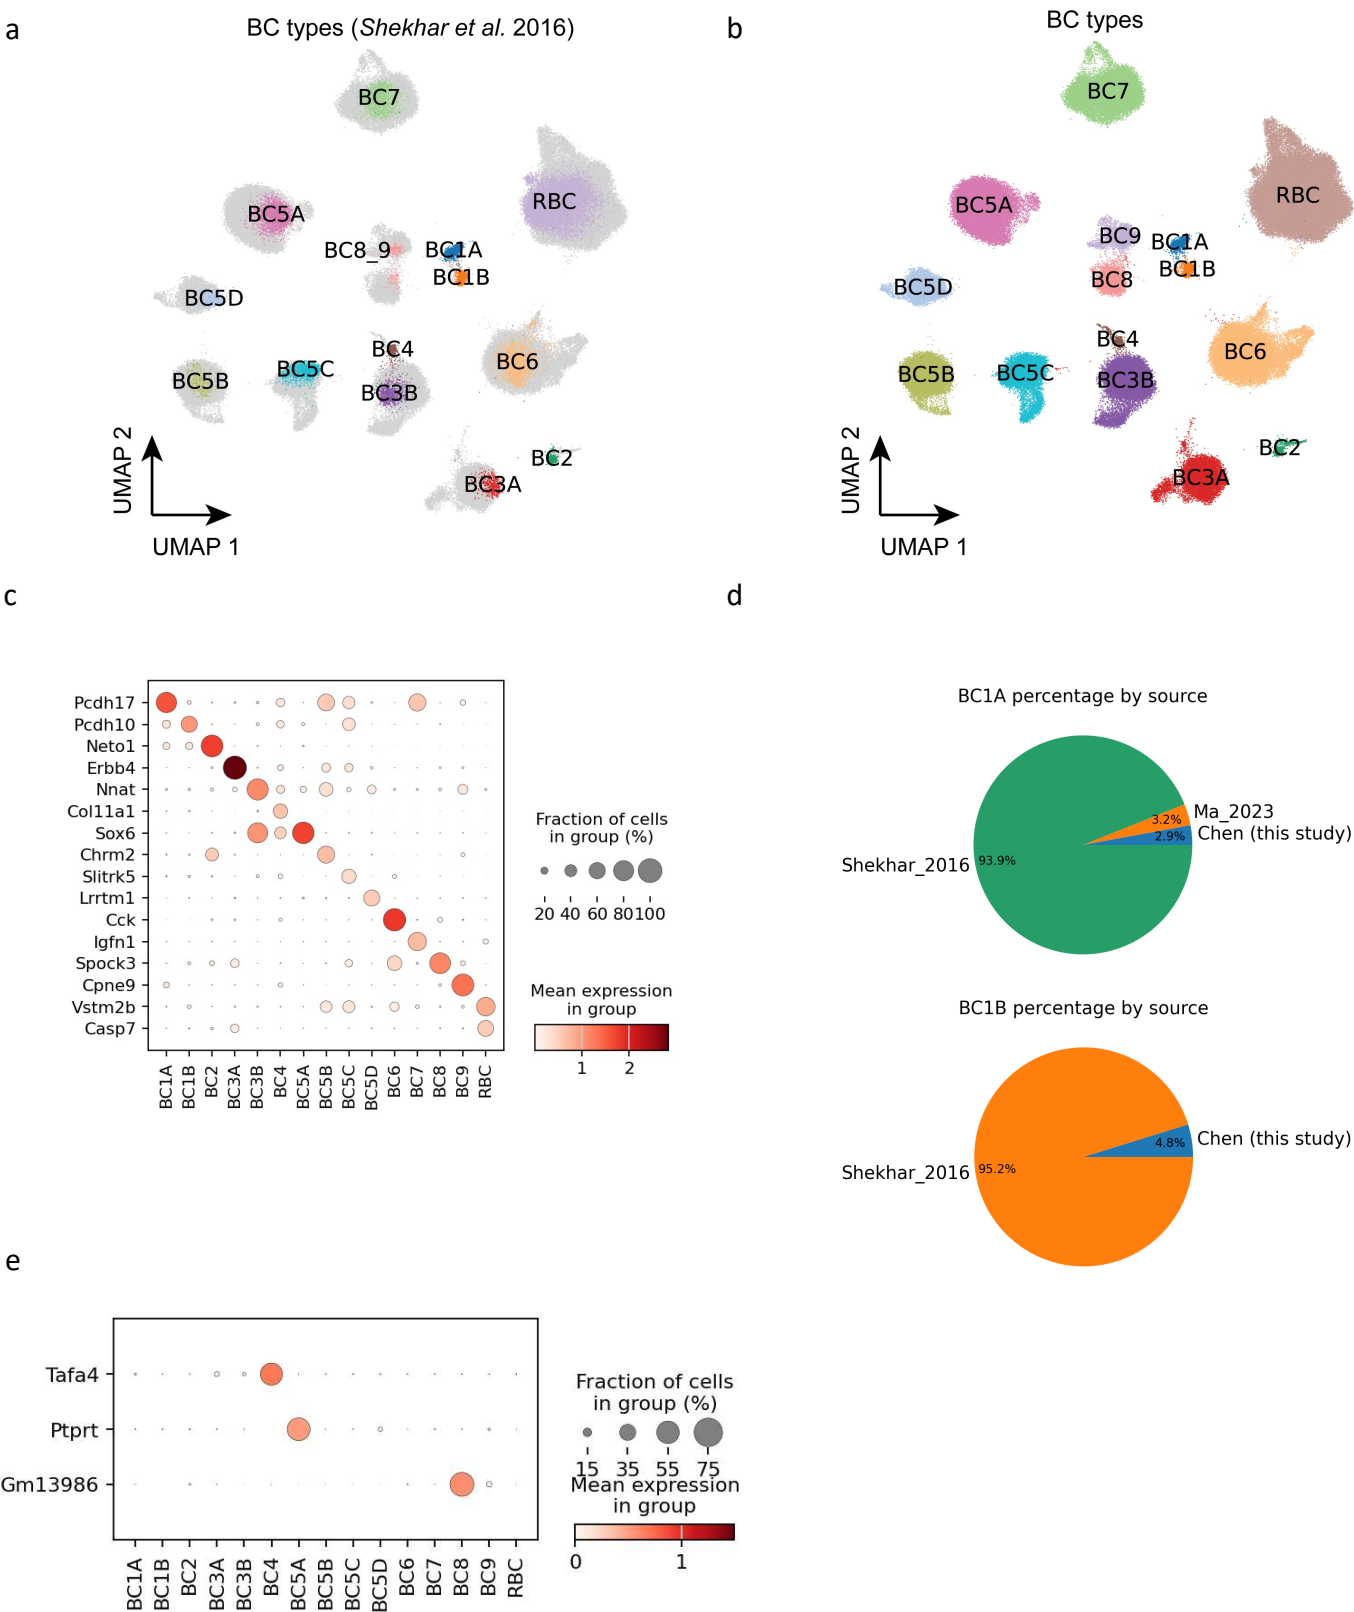 a
BC types (Shekhar et al. 2016)
BC7
RBC
BC5A
BC8_9
BC1A
BC1B
BC5D
BC4
BC5C
BC6
BC5B
BC3B
BC2
BC3A
UMAP 2
UMAP 1
b
BC types
BC7
RBC
BC5A
BC9
BC1A
BC1B
BC8
BC5D
BC4
BC6
BC5B
BC5C
BC3B
BC2
BC3A
UMAP 2
UMAP 1
c
Pcdh17
Pcdh10
Neto1
Erbb4
Nnat
Col11a1
Sox6
Chrm2
Slitrk5
Lrrtm1
Cck
Igfn1
Spock3
Cpne9
Vstm2b
Casp7
BC1A
BC1B
BC2
BC3A
BC3B
BC4
BC5A
BC5B
BC5C
BC5D
BC6
BC7
BC8
BC9
RBC
Fraction of cells
in group (%)
20 40 60 80 100
Mean expression
in group
1 2
d
BC1A percentage by source
Ma_2023
3.2%
Chen (this study)
2.9%
Shekhar_2016
93.9%
BC1B percentage by source
Chen (this study)
4.8%
Shekhar_2016
95.2%
e
Tafa4
Ptprt
Gm13986
BC1A
BC1B
BC2
BC3A
BC3B
BC4
BC5A
BC5B
BC5C
BC5D
BC6
BC7
BC8
BC9
RBC
Fraction of cells
in group (%)
15 35 55 75
Mean expression
in group
0 1